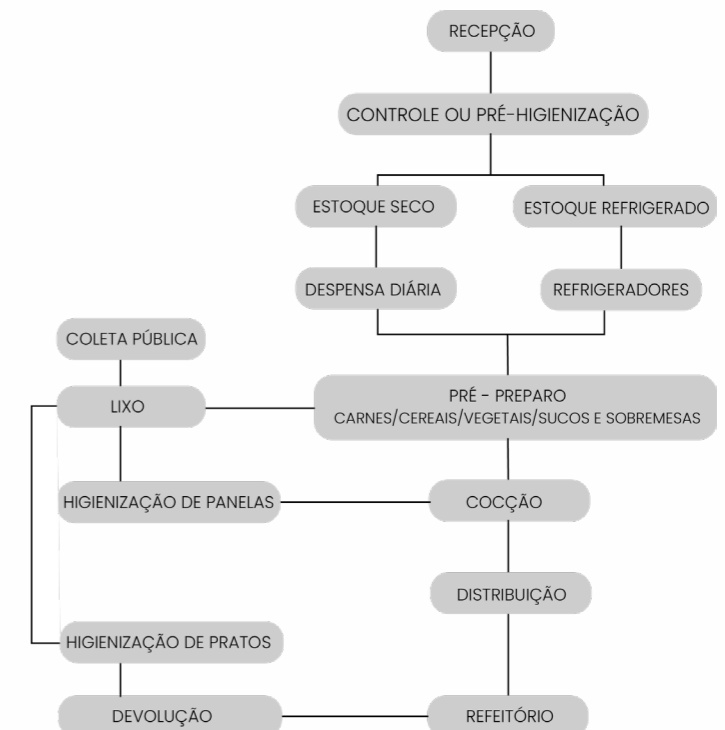 RECEPÇÃO
CONTROLE OU PRÉ-HIGIENIZAÇÃO
ESTOQUE SECO
ESTOQUE REFRIGERADO
DESPENSA DIÁRIA
REFRIGERADORES
COLETA PÚBLICA
LIXO
PRÉ - PREPARO
CARNES/CEREAIS/VEGETAIS/SUCOS E SOBREMESAS
HIGIENIZAÇÃO DE PANELAS
COCÇÃO
DISTRIBUIÇÃO
HIGIENIZAÇÃO DE PRATOS
DEVOLUÇÃO
REFEITÓRIO